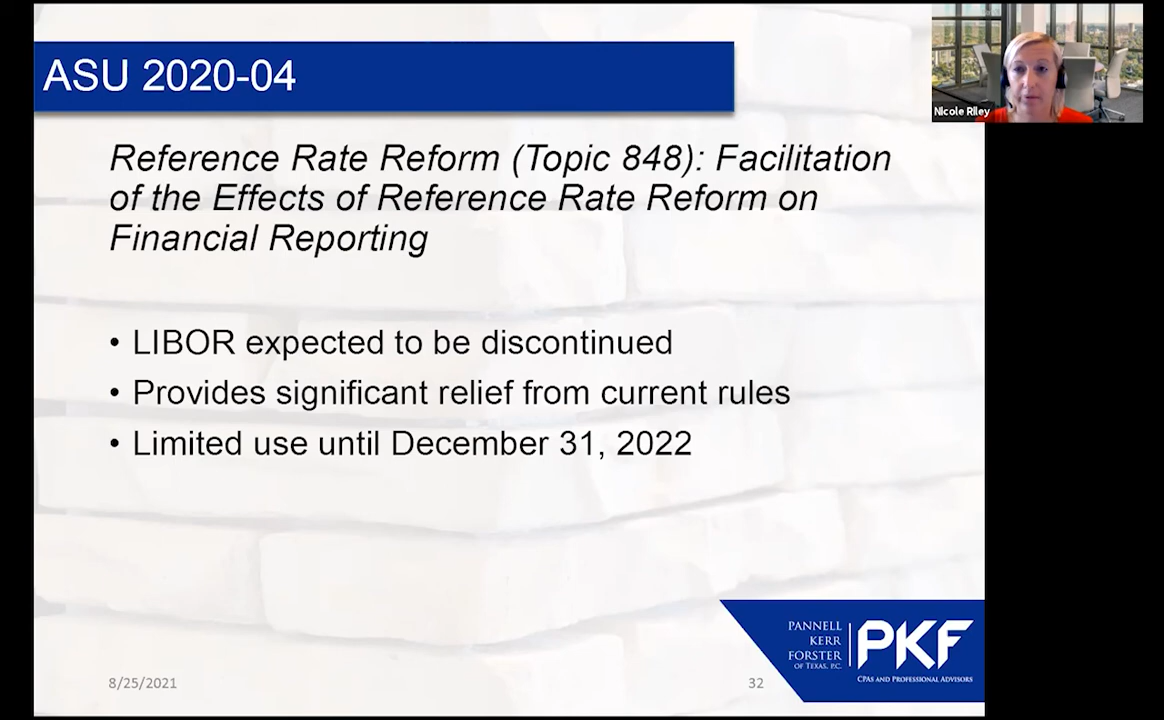 ASU 2020-04
Nicole Riley
Reference Rate Reform (Topic 848): Facilitation
of the Effects of Reference Rate Reform on
Financial Reporting
• LIBOR expected to be discontinued
• Provides significant relief from current rules
• Limited use until December 31, 2022
PANNELL
KERR
FORSTER
OF TEXAS, P.C.
PKF
CPAS AND PROFESSIONAL ADVISORS
8/25/2021
32